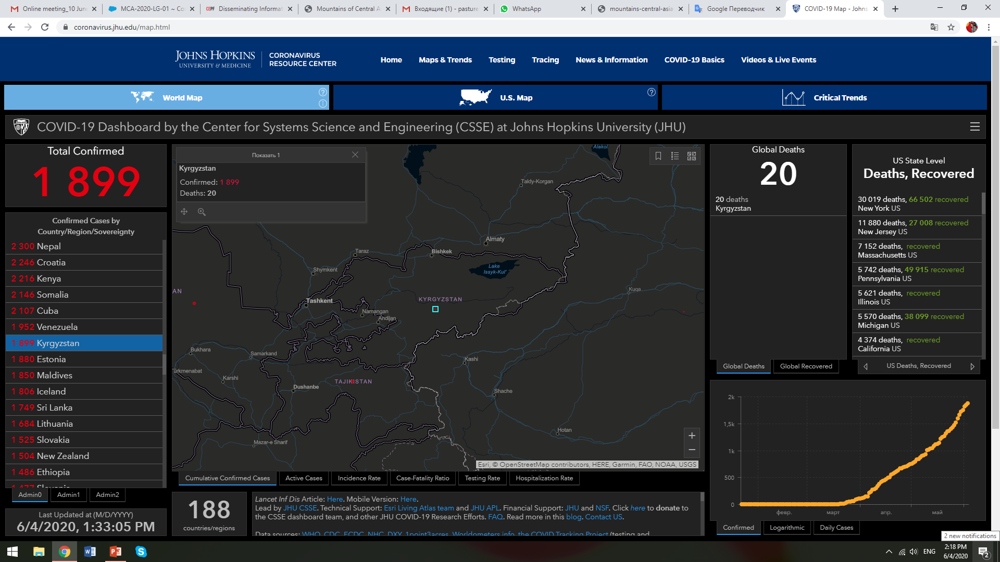 Online meeting_10 Jun
MCA-2020-LG-01 ~ Co
CEPF Disseminating Informat
Mountains of Central A
Входящие (1) - pasture
WhatsApp
mountains-central-asia
Google Переводчик
COVID-19 Map - Johns
coronavirus.jhu.edu/map.html
JOHNS HOPKINS
UNIVERSITY & MEDICINE
CORONAVIRUS
RESOURCE CENTER
Home
Maps & Trends
Testing
Tracing
News & Information
COVID-19 Basics
Videos & Live Events
World Map
U.S. Map
Critical Trends
COVID-19 Dashboard by the Center for Systems Science and Engineering (CSSE) at Johns Hopkins University (JHU)
Total Confirmed
1 899
Confirmed Cases by
Country/Region/Sovereignty
2 300 Nepal
2 246 Croatia
2 216 Kenya
2 146 Somalia
2 107 Cuba
1 952 Venezuela
1 899 Kyrgyzstan
1 880 Estonia
1 850 Maldives
1 806 Iceland
1 749 Sri Lanka
1 684 Lithuania
1 525 Slovakia
1 504 New Zealand
1 486 Ethiopia
1 477 Slovenia
Admin0
Admin1
Admin2
Last Updated at (M/D/YYYY)
6/4/2020, 1:33:05 PM
Показать 1
Kyrgyzstan
Confirmed: 1 899
Deaths: 20
Alakol
Taldy-Korgan
Almaty
Taraz
Bishkek
Lake
Issyk-Kul'
Shymkent
AN
Kuqa
Tashkent
KYRGYZSTAN
Namangan
Andijan
Bukhara
Samarkand
Kashi
Türkmenabat
Karshi
TAJIKISTAN
Dushanbe
Shache
Hotan
Mazar-e Sharif
+
−
Esri, © OpenStreetMap contributors, HERE, Garmin, FAO, NOAA, USGS
Cumulative Confirmed Cases
Active Cases
Incidence Rate
Case-Fatality Ratio
Testing Rate
Hospitalization Rate
188
countries/regions
Lancet Inf Dis Article: Here. Mobile Version: Here.
Lead by JHU CSSE. Technical Support: Esri Living Atlas team and JHU APL. Financial Support: JHU and NSF. Click here to donate to
the CSSE dashboard team, and other JHU COVID-19 Research Efforts. FAQ. Read more in this blog. Contact US.
Data sources: WHO, CDC, ECDC, NHC, DXY, 1point3acres, Worldometers.info, the COVID Tracking Project (testing and
Global Deaths
20
20 deaths
Kyrgyzstan
Global Deaths
Global Recovered
US State Level
Deaths, Recovered
30 019 deaths, 66 502 recovered
New York US
11 880 deaths, 27 008 recovered
New Jersey US
7 152 deaths, recovered
Massachusetts US
5 742 deaths, 49 915 recovered
Pennsylvania US
5 621 deaths, recovered
Illinois US
5 570 deaths, 38 099 recovered
Michigan US
4 374 deaths, recovered
California US
US Deaths, Recovered
2k
1,5k
1k
500
0
февр.
март
апр.
май
Confirmed
Logarithmic
Daily Cases
2 new notifications
ENG
2:18 PM
6/4/2020
2